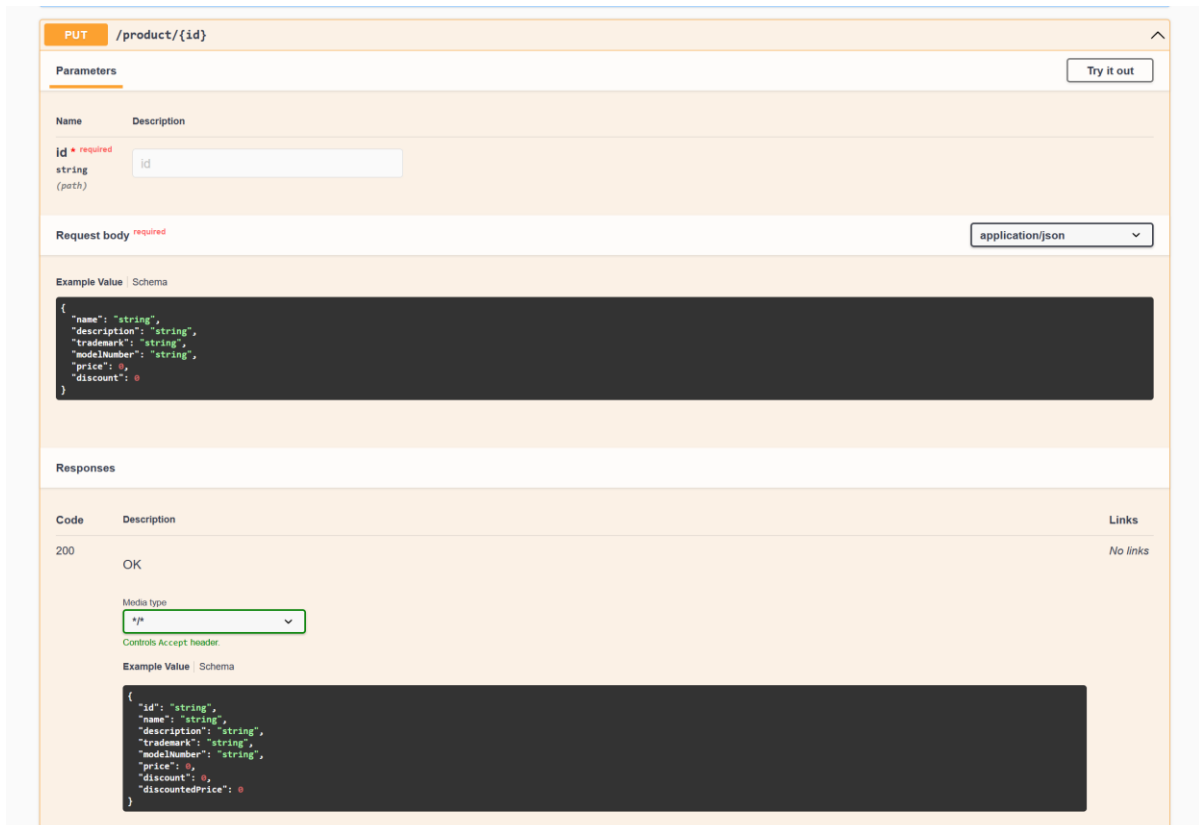 PUT /product/{id}
Parameters
Try it out
Name Description
id * required
string
(path)
id
Request body required
application/json
Example Value Schema
{
  "name": "string",
  "description": "string",
  "trademark": "string",
  "modelNumber": "string",
  "price": 0,
  "discount": 0
}
Responses
Code Description Links
200
OK
No links
Media type
*/*
Controls Accept header.
Example Value Schema
{
  "id": "string",
  "name": "string",
  "description": "string",
  "trademark": "string",
  "modelNumber": "string",
  "price": 0,
  "discount": 0,
  "discountedPrice": 0
}